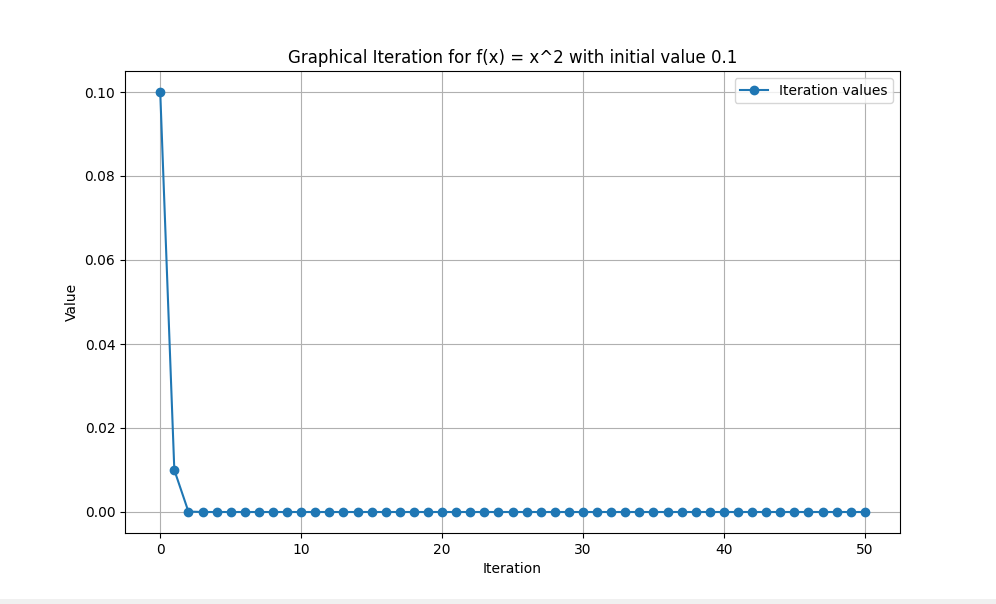 Graphical Iteration for f(x) = x^2 with initial value 0.1
Iteration values
Value
0.10
0.08
0.06
0.04
0.02
0.00
0 10 20 30 40 50
Iteration